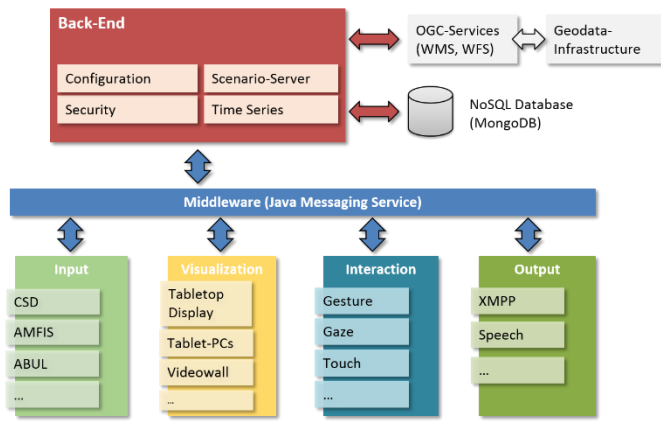 Back-End
Configuration
Scenario-Server
Security
Time Series
OGC-Services
(WMS, WFS)
Geodata-
Infrastructure
NoSQL Database
(MongoDB)
Middleware (Java Messaging Service)
Input
CSD
AMFIS
ABUL
...
Visualization
Tabletop
Display
Tablet-PCs
Videowall
...
Interaction
Gesture
Gaze
Touch
...
Output
XMPP
Speech
...